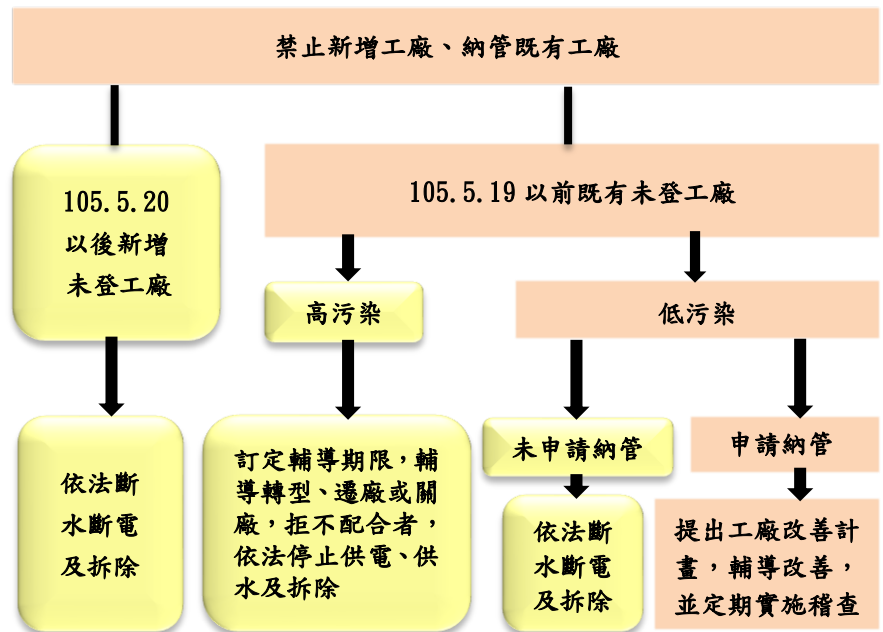 禁止新增工廠、納管既有工廠
105.5.20
以後新增
未登工廠
105.5.19以前既有未登工廠
高污染
低污染
未申請納管
申請納管
依法斷
水斷電
及拆除
訂定輔導期限，輔
導轉型、遷廠或關
廠，拒不配合者，
依法停止供電、供
水及拆除
依法斷
水斷電
及拆除
提出工廠改善計
畫，輔導改善，
並定期實施稽查